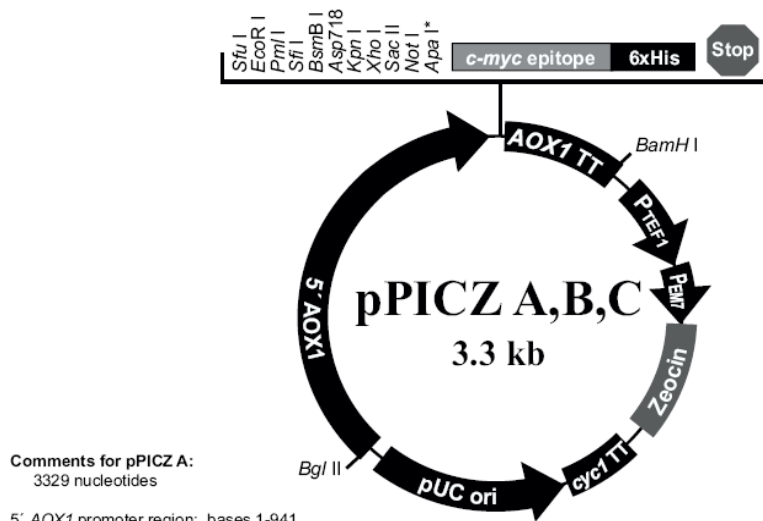 Sfu I
EcoR I
Pml I
Sfi I
BsmB I
Asp718
Kpn I
Xho I
Sac II
Not I
Apa I*
c-myc epitope
6xHis
Stop
AOX1 TT
BamH I
PTEF1
PEM7
5´ AOX1
pPICZ A,B,C
3.3 kb
Zeocin
cyc1 TT
pUC ori
Bgl II
Comments for pPICZ A:
3329 nucleotides
5´ AOX1 promoter region: bases 1-941